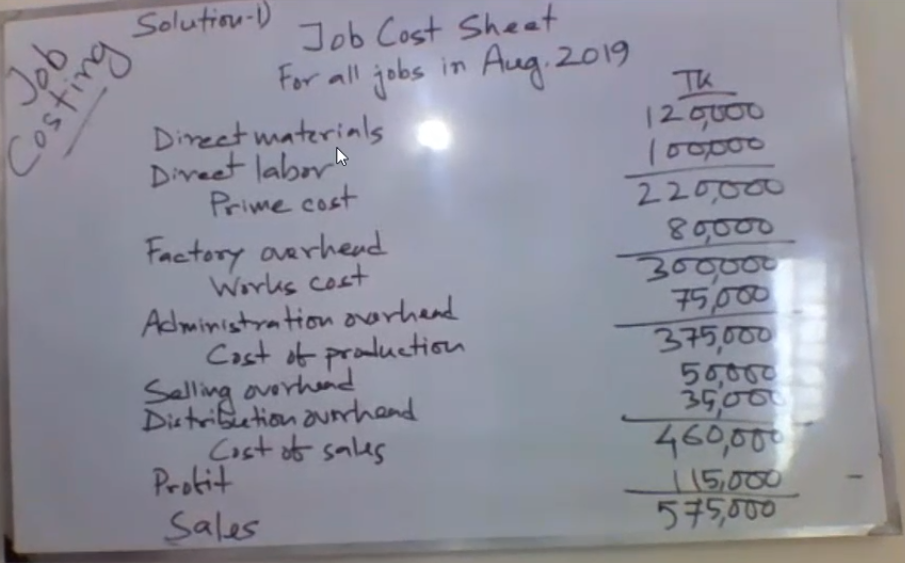 Solution-1)
Job Costing
Job Cost Sheet
For all jobs in Aug. 2019
TK
Direct materials 120,000
Direct labor 100,000
Prime cost 220,000
Factory overhead 80,000
Works cost 300,000
Administration overhead 75,000
Cost of production 375,000
Selling overhead 50,000
Distribution overhead 35,000
Cost of sales 460,000
Profit 115,000
Sales 575,000